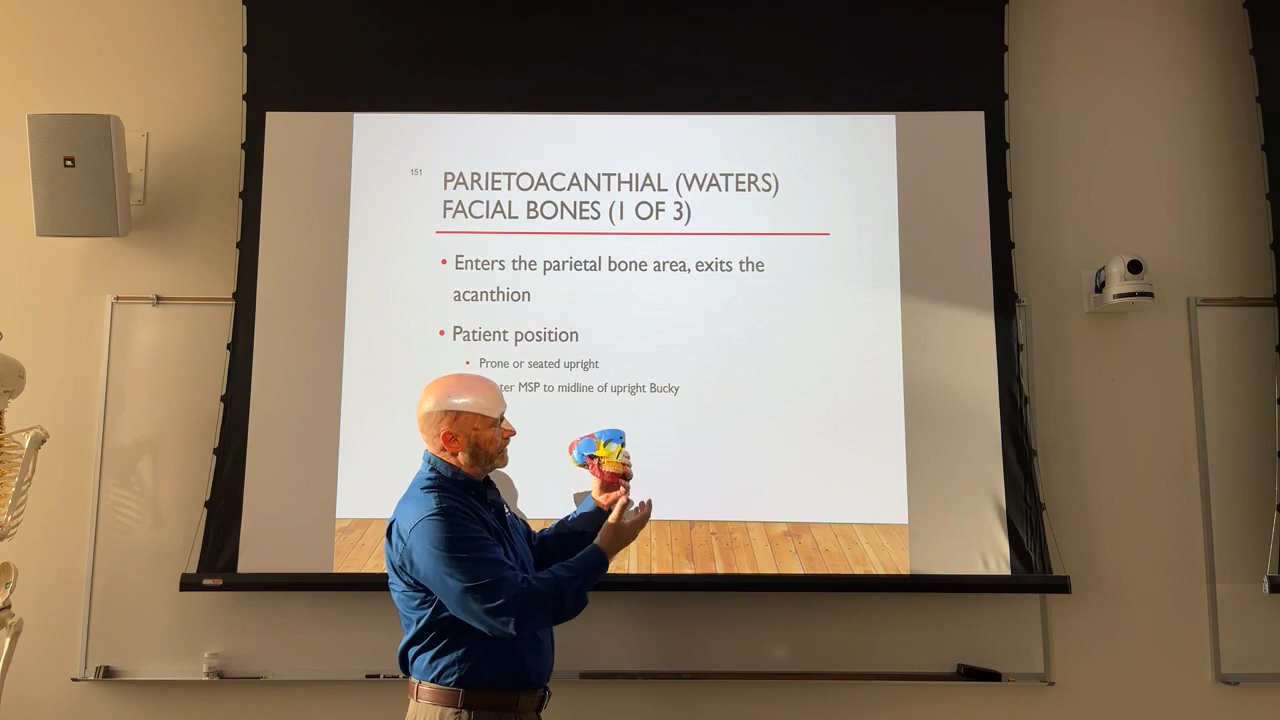 151
PARIETOACANTHIAL (WATERS)
FACIAL BONES (1 OF 3)
• Enters the parietal bone area, exits the
acanthion
• Patient position
• Prone or seated upright
MSP to midline of upright Bucky
JBL